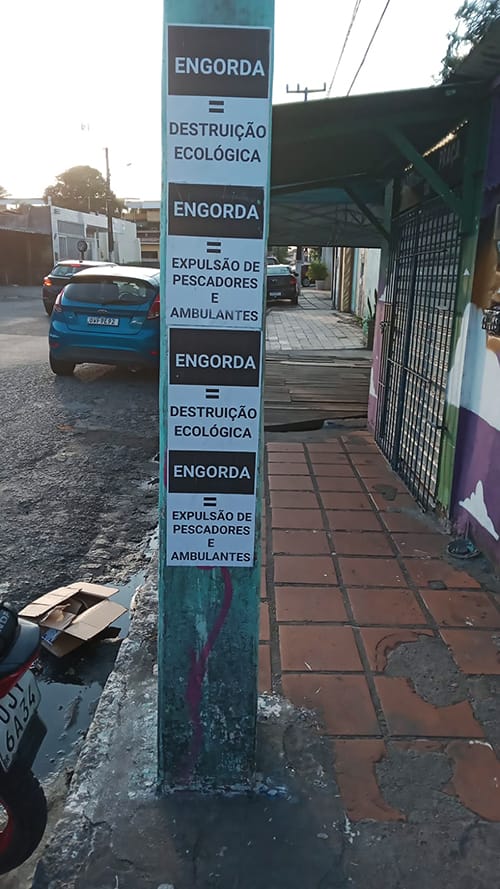 ENGORDA
=
DESTRUIÇÃO
ECOLÓGICA
ENGORDA
=
EXPULSÃO DE
PESCADORES
E
AMBULANTES
ENGORDA
=
DESTRUIÇÃO
ECOLÓGICA
ENGORDA
=
EXPULSÃO DE
PESCADORES
E
AMBULANTES